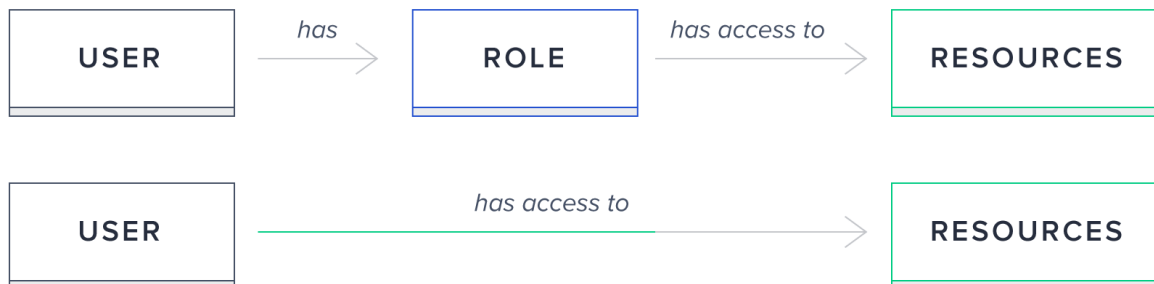 has
has access to
USER
ROLE
RESOURCES
has access to
USER
RESOURCES